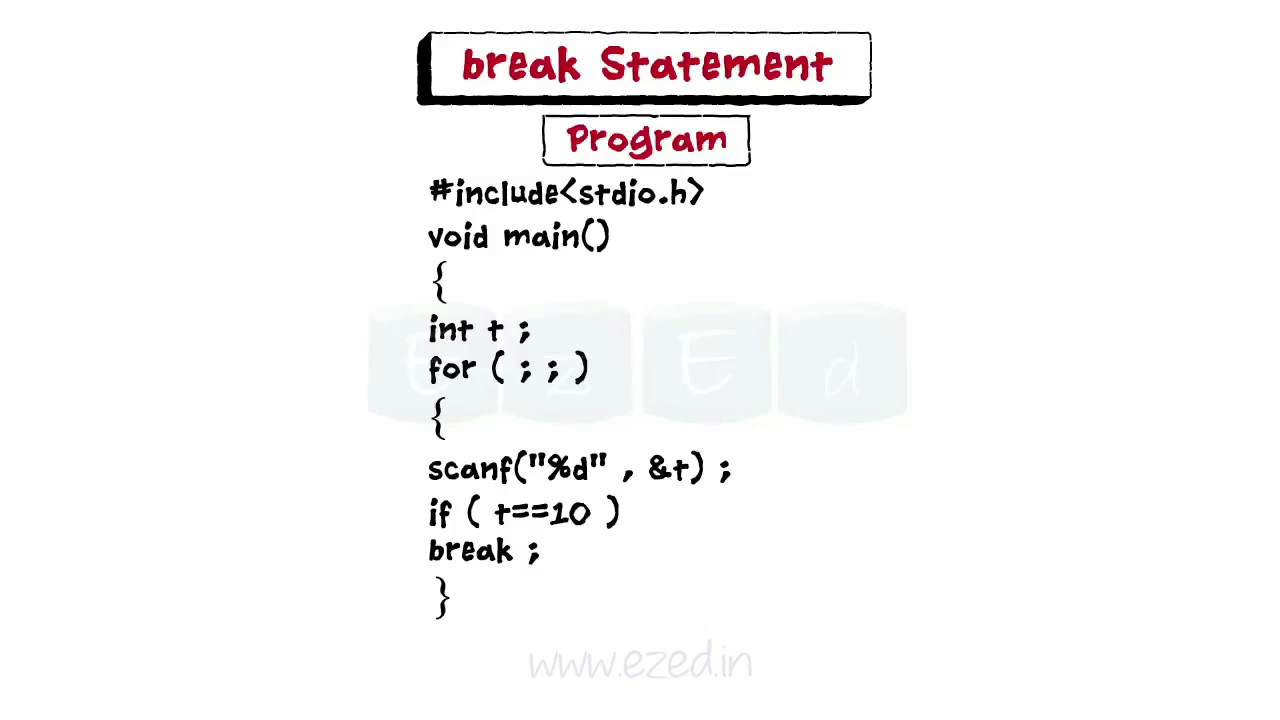 break Statement
Program
#include<stdio.h>
void main()
{
int t ;
for ( ; ; )
{
E z E d
scanf("%d" , &t) ;
if ( t==10 )
break ;
}
www.ezed.in